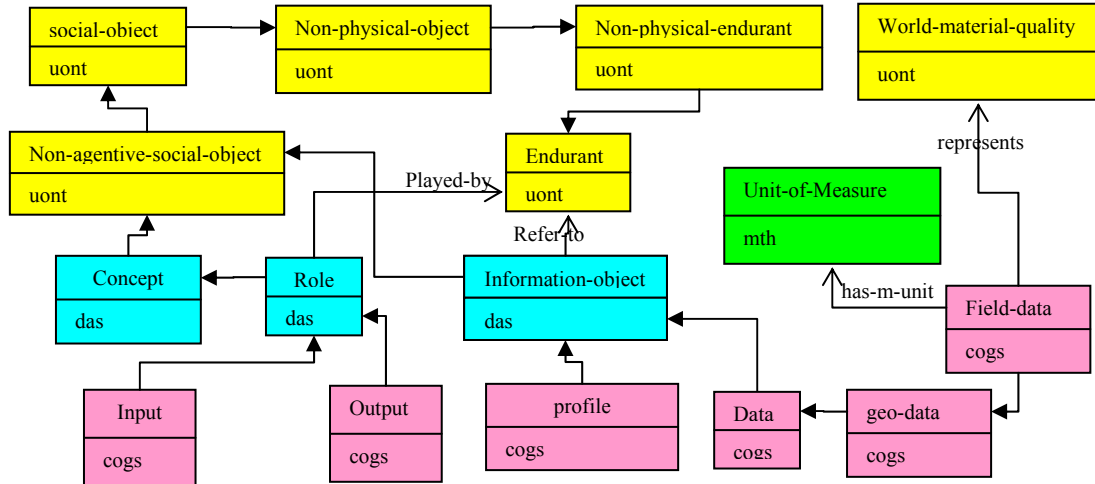 social-object
uont
Non-physical-object
uont
Non-physical-endurant
uont
World-material-quality
uont
Non-agentive-social-object
uont
Played-by
Endurant
uont
represents
Unit-of-Measure
mth
Refer-to
Concept
das
Role
das
Information-object
das
has-m-unit
Field-data
cogs
Input
cogs
Output
cogs
profile
cogs
Data
cogs
geo-data
cogs